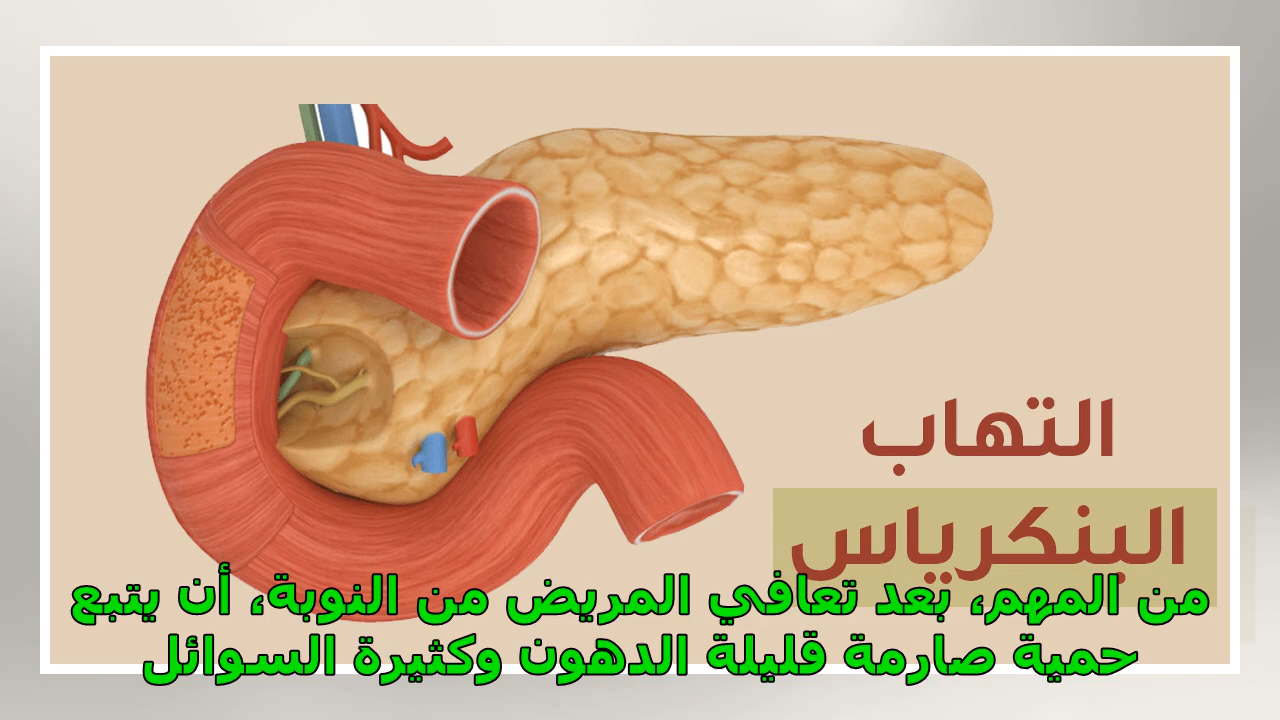 التهاب
البنكرياس
من المهم، بعد تعافي المريض من النوبة، أن يتبع
حمية صارمة قليلة الدهون وكثيرة السوائل